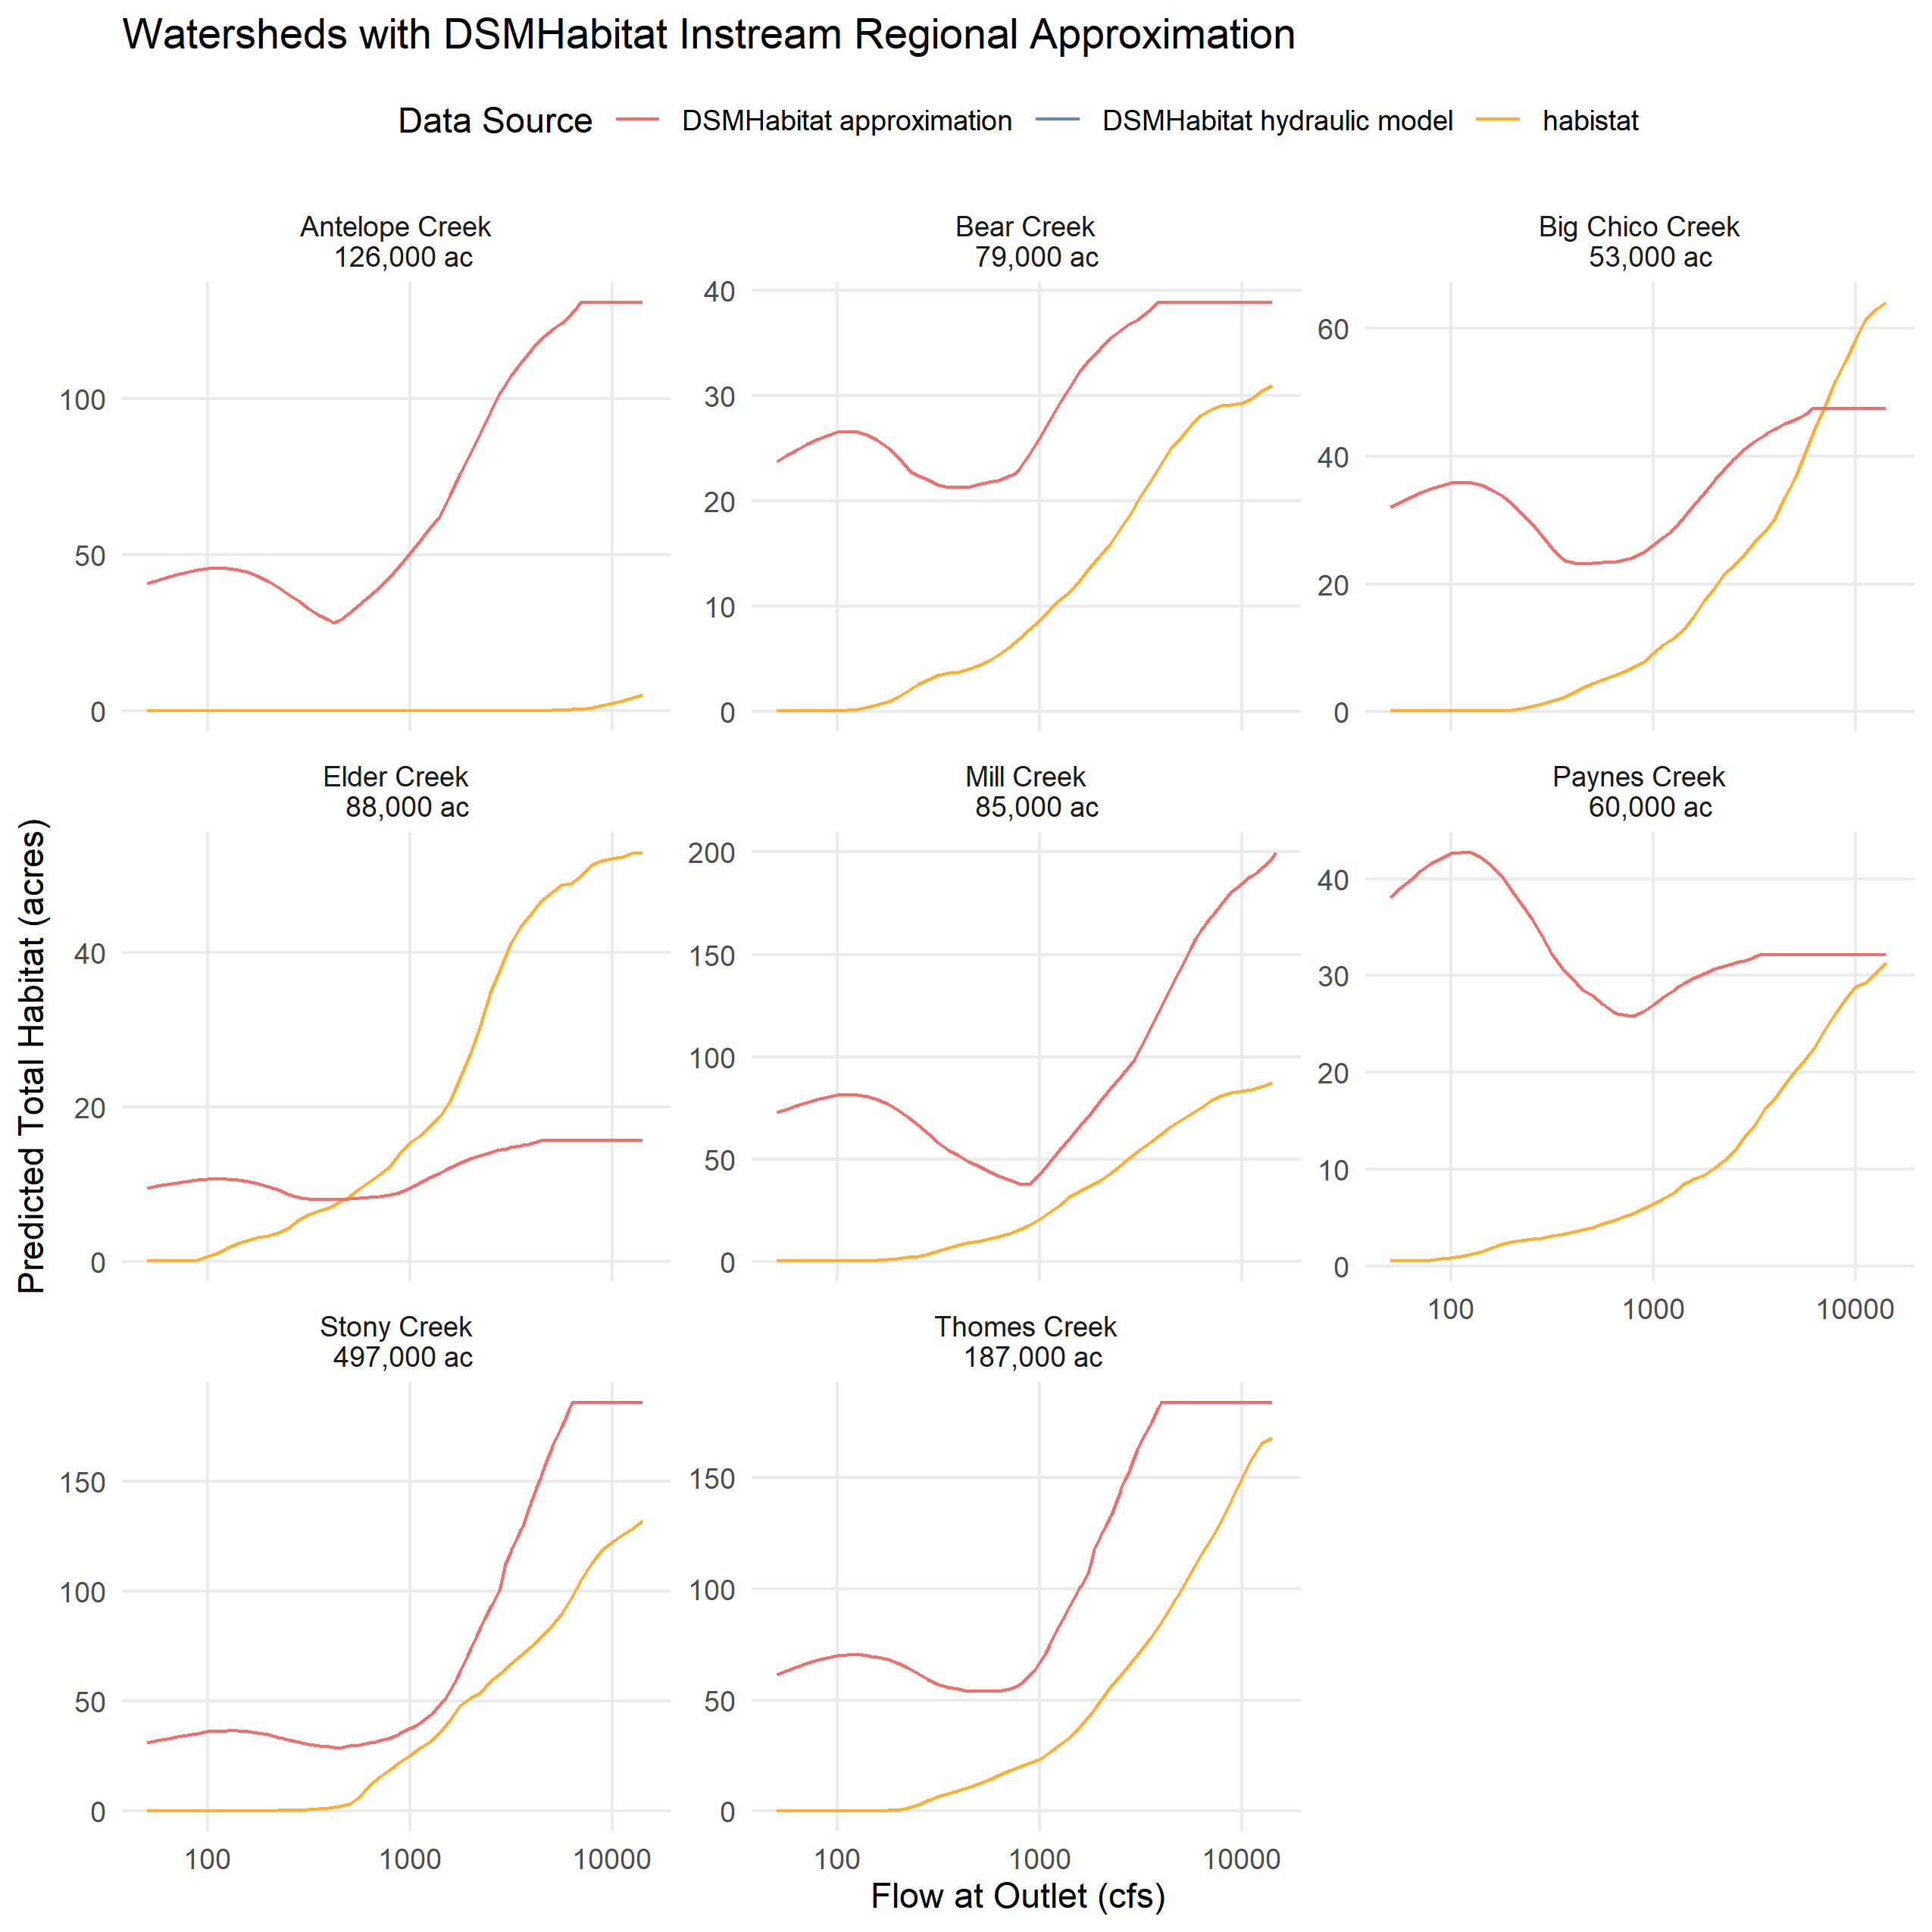 Watersheds with DSMHabitat Instream Regional Approximation
Data Source DSMHabitat approximation DSMHabitat hydraulic model habistat
Antelope Creek
126,000 ac
100
50
0
Bear Creek
79,000 ac
40
30
20
10
0
Big Chico Creek
53,000 ac
60
40
20
0
Predicted Total Habitat (acres)
Elder Creek
88,000 ac
40
20
0
Mill Creek
85,000 ac
200
150
100
50
0
Paynes Creek
60,000 ac
40
30
20
10
0
100 1000 10000
Stony Creek
497,000 ac
150
100
50
0
100 1000 10000
Thomes Creek
187,000 ac
150
100
50
0
100 1000 10000
Flow at Outlet (cfs)